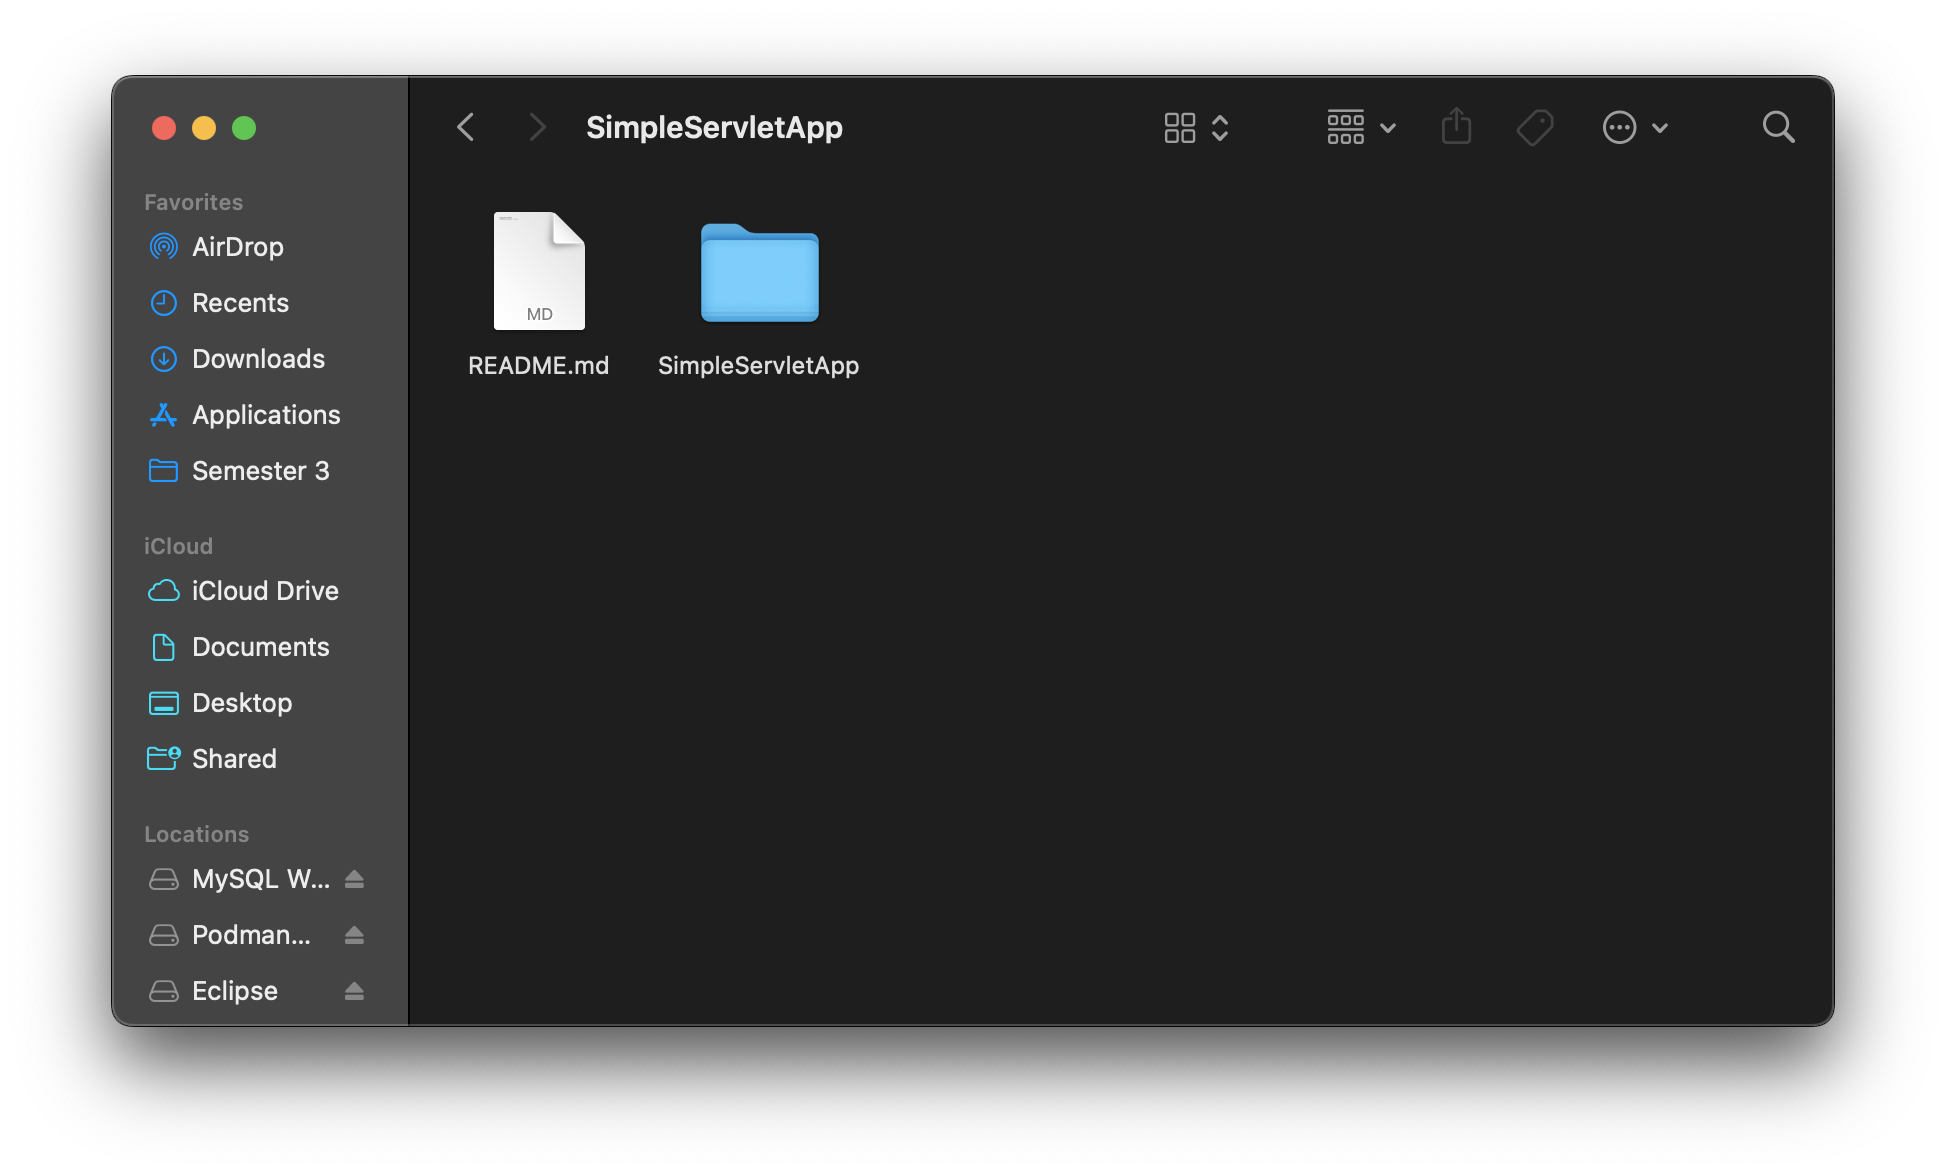 SimpleServletApp
Favorites
AirDrop
Recents
Downloads
Applications
Semester 3
iCloud
iCloud Drive
Documents
Desktop
Shared
Locations
MySQL W...
Podman...
Eclipse
MD
README.md
SimpleServletApp